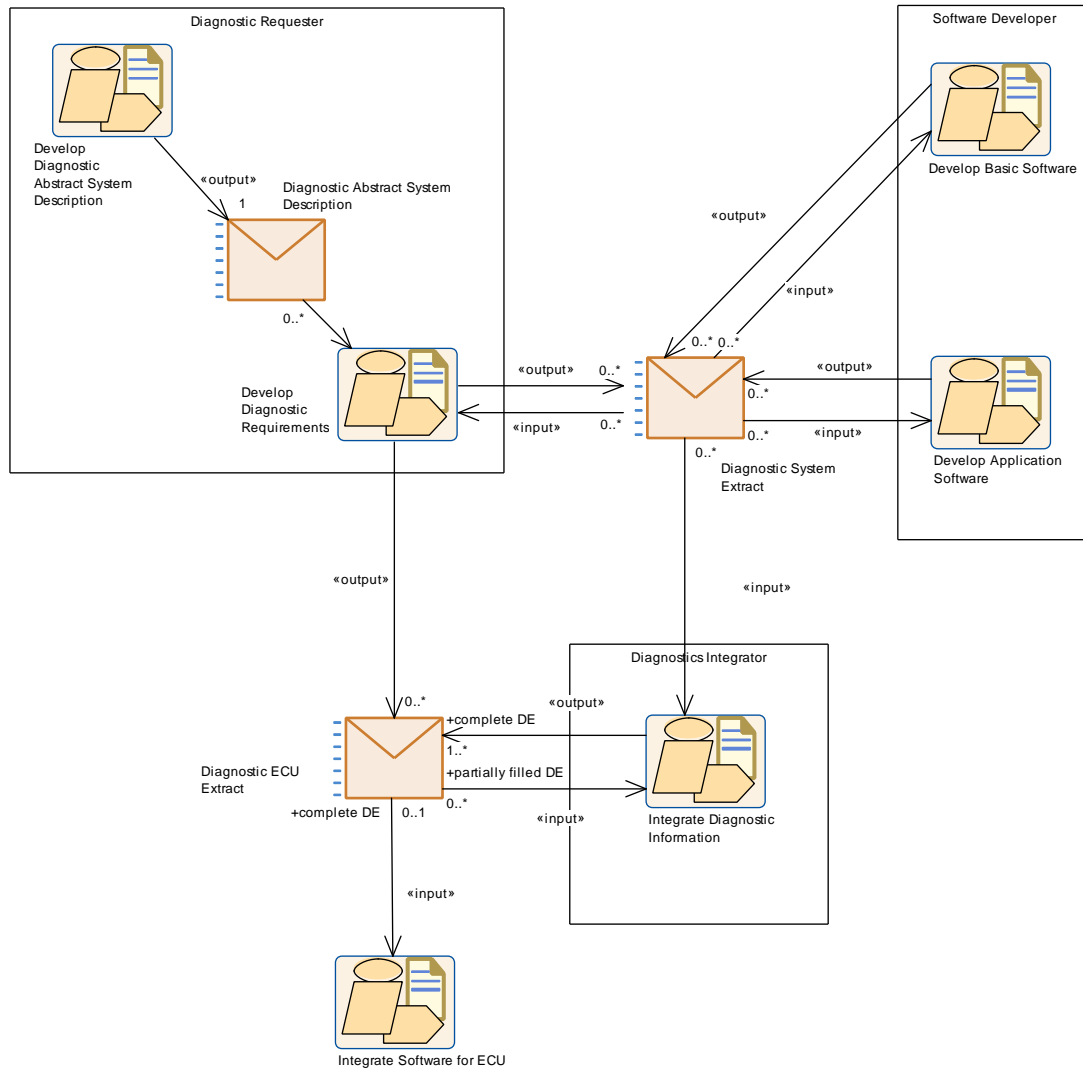 Diagnostic Requester
Software Developer
Develop
Diagnostic
Abstract System
Description
«output»
1
Diagnostic Abstract System
Description
Develop Basic Software
«output»
«input»
0..*
0..*
0..*
Develop
Diagnostic
Requirements
«output»
0..*
«input»
0..*
«output»
0..*
«input»
0..*
0..*
Develop Application
Software
Diagnostic System
Extract
«output»
«input»
Diagnostics Integrator
0..*
«output»
+complete DE
1..*
+partially filled DE
0..*
«input»
Diagnostic ECU
Extract
Integrate Diagnostic
Information
+complete DE
0..1
«input»
Integrate Software for ECU